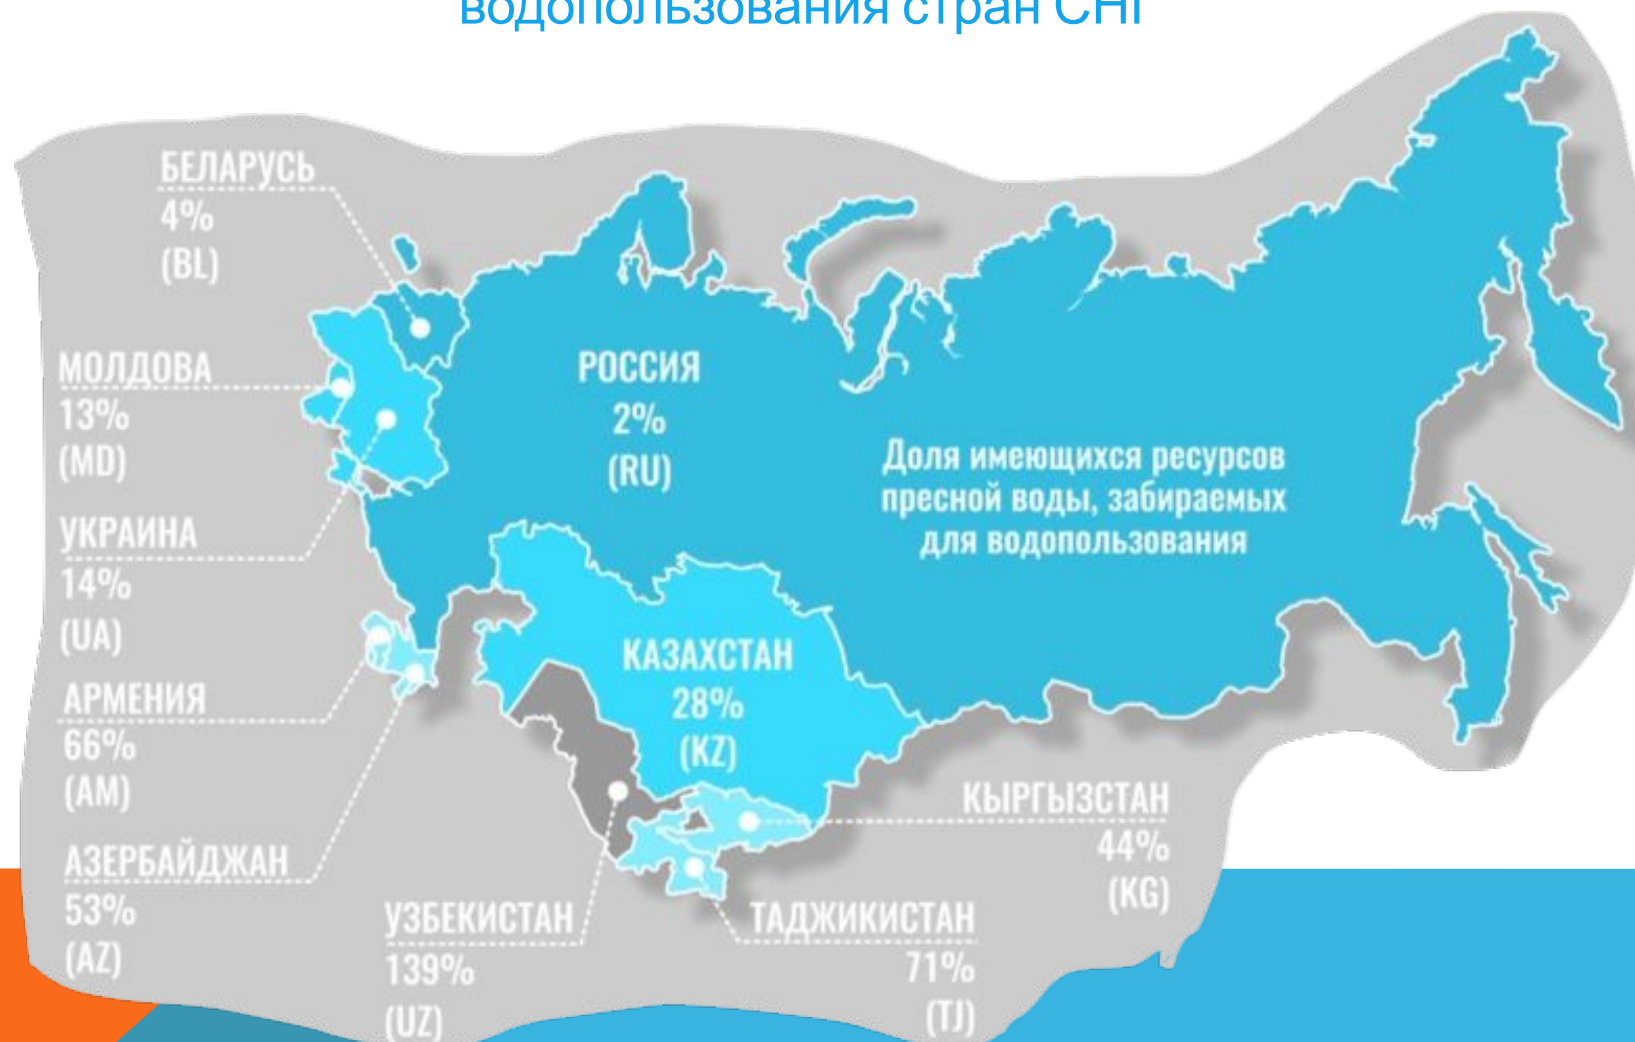 водопользования стран СНГ
БЕЛАРУСЬ
4%
(BL)
МОЛДОВА
13%
(MD)
УКРАИНА
14%
(UA)
АРМЕНИЯ
66%
(AM)
АЗЕРБАЙДЖАН
53%
(AZ)
РОССИЯ
2%
(RU)
Доля имеющихся ресурсов
пресной воды, забираемых
для водопользования
КАЗАХСТАН
28%
(KZ)
КЫРГЫЗСТАН
44%
(KG)
УЗБЕКИСТАН
139%
(UZ)
ТАДЖИКИСТАН
71%
(TJ)